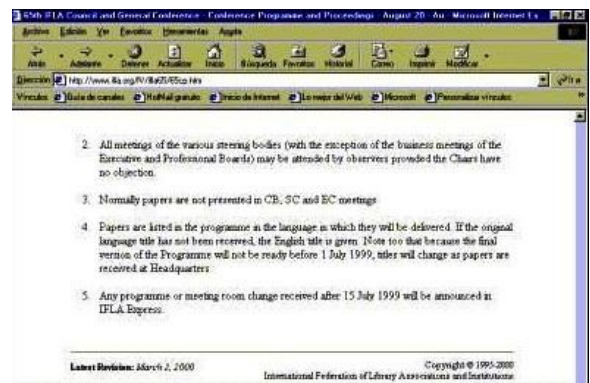 65th IFLA Council and General Conference - Conference Programme and Proceedings - August 20 - Au - Microsoft Internet Ex
Archivo Edición Ver Favoritos Herramientas Ayuda
Atrás Adelante Detener Actualizar Inicio Búsqueda Favoritos Historial Correo Imprimir Modificar
Dirección http://www.ifla.org/IV/ifla65/65cp.htm Ir a
Vínculos Guía de canales HotMail gratuito Inicio de Internet Lo mejor del Web Microsoft Personalizar vínculos
2. All meetings of the various steering bodies (with the exception of the business meetings of the
Executive and Professional Boards) may be attended by observers provided the Chairs have
no objection.
3. Normally papers are not presented in CB, SC and EC meetings
4. Papers are listed in the programme in the language in which they will be delivered. If the original
language title has not been received, the English title is given. Note too that because the final
version of the Programme will not be ready before 1 July 1999, titles will change as papers are
received at Headquarters
5. Any programme or meeting room change received after 15 July 1999 will be announced in
IFLA Express.
Latest Revision: March 2, 2000
Copyright © 1995-2000
International Federation of Library Associations and Institutions